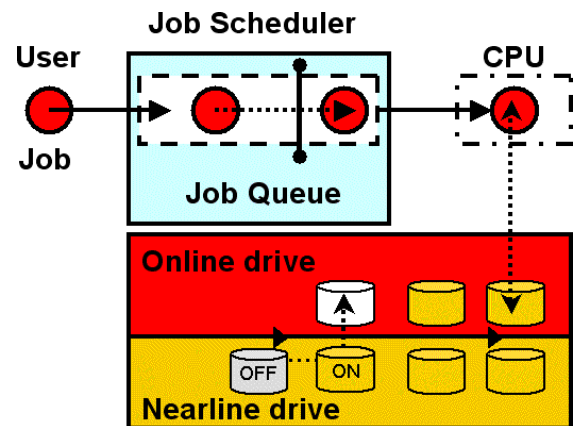 Job Scheduler
User
CPU
Job
Job Queue
Online drive
OFF
ON
Nearline drive